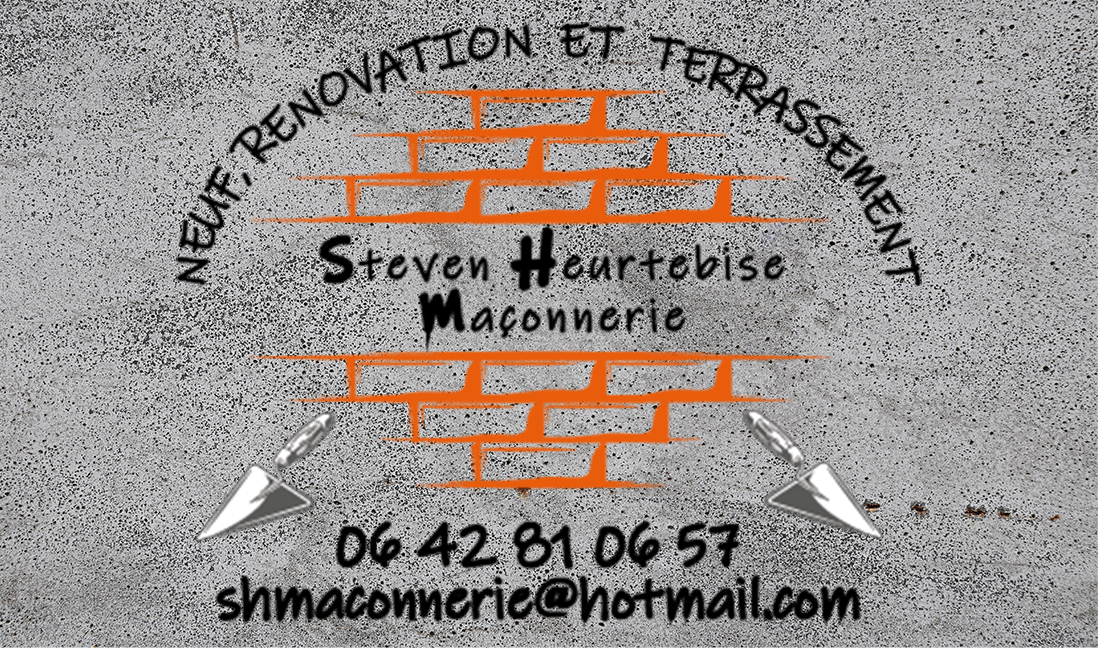 NEUF, RENOVATION ET TERRASSEMENT
Steven Heurtebise
Maçonnerie
06 42 81 06 57
shmaconnerie@hotmail.com